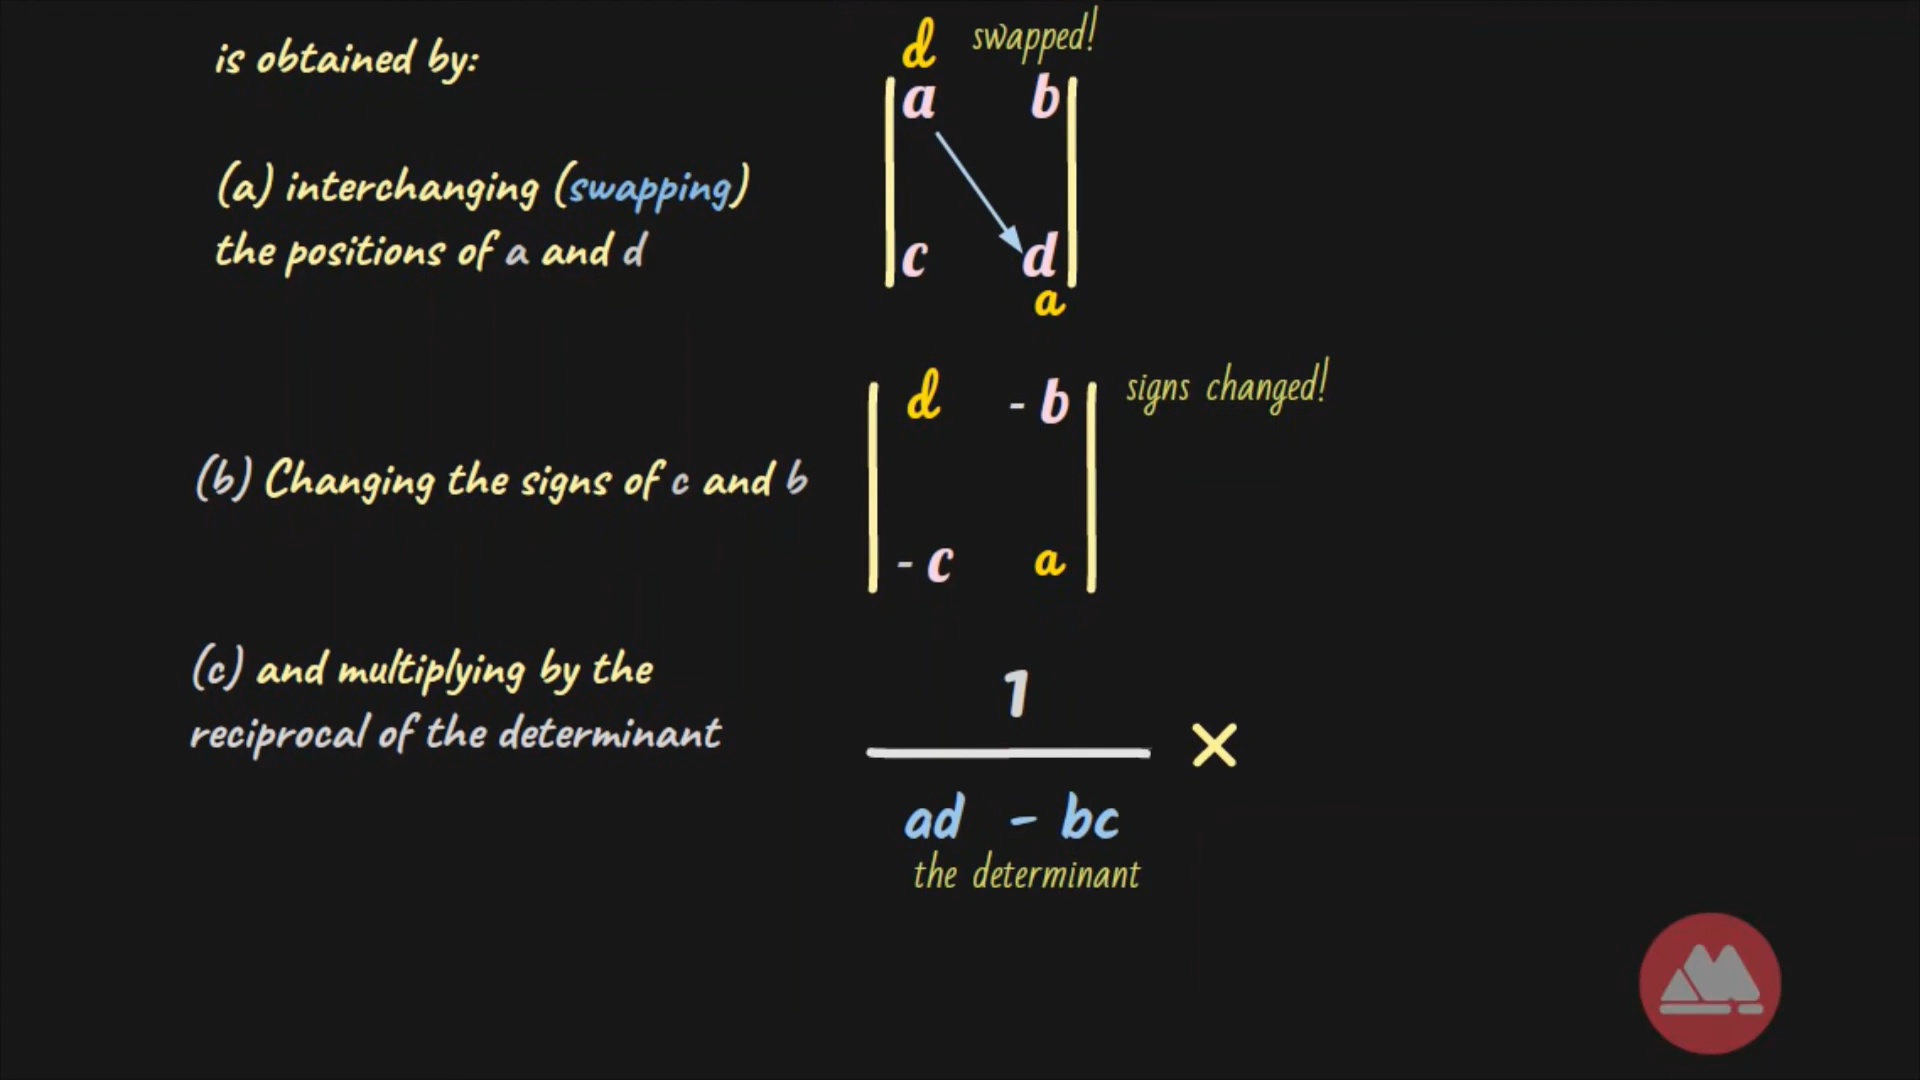 is obtained by:
d swapped!
a b
(a) interchanging (swapping)
the positions of a and d
c d
a
d - b signs changed!
(b) Changing the signs of c and b
- c a
(c) and multiplying by the
reciprocal of the determinant
1
×
ad - bc
the determinant